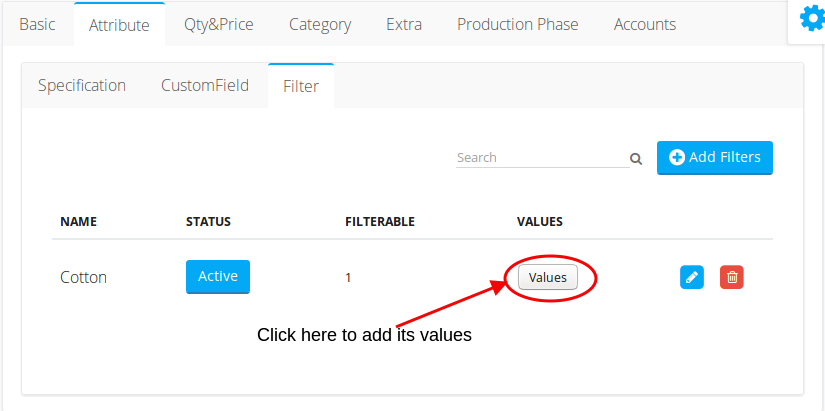 Basic Attribute Qty&Price Category Extra Production Phase Accounts
Specification CustomField Filter
Search Add Filters
NAME STATUS FILTERABLE VALUES
Cotton Active 1 Values
Click here to add its values